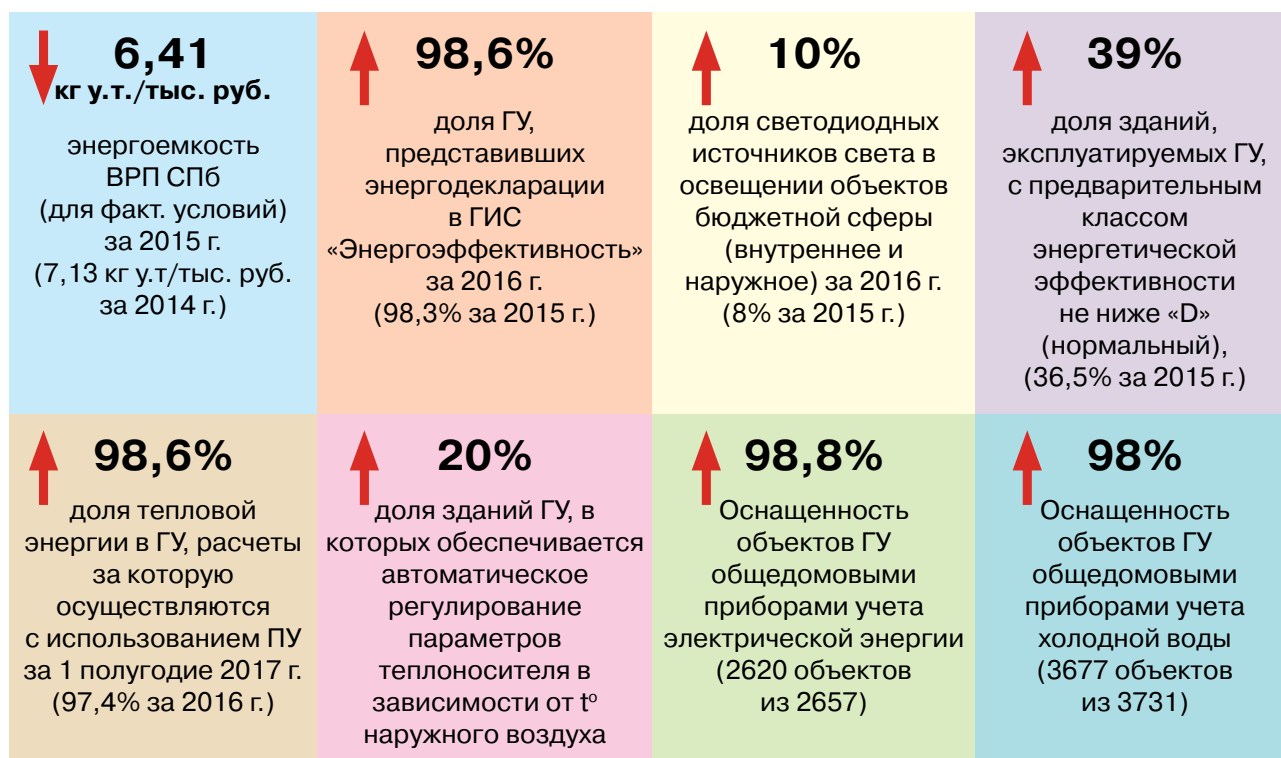 6,41
кг у.т./тыс. руб.
энергоемкость
ВРП СПб
(для факт. условий)
за 2015 г.
(7,13 кг у.т/тыс. руб.
за 2014 г.)
98,6%
доля ГУ,
представивших
энергодекларации
в ГИС
«Энергоэффективность»
за 2016 г.
(98,3% за 2015 г.)
10%
доля светодиодных
источников света в
освещении объектов
бюджетной сферы
(внутреннее и
наружное) за 2016 г.
(8% за 2015 г.)
39%
доля зданий,
эксплуатируемых ГУ,
с предварительным
классом
энергетической
эффективности
не ниже «D»
(нормальный),
(36,5% за 2015 г.)
98,6%
доля тепловой
энергии в ГУ, расчеты
за которую
осуществляются
с использованием ПУ
за 1 полугодие 2017 г.
(97,4% за 2016 г.)
20%
доля зданий ГУ, в
которых обеспечивается
автоматическое
регулирование
параметров
теплоносителя в
зависимости от tº
наружного воздуха
98,8%
Оснащенность
объектов ГУ
общедомовыми
приборами учета
электрической энергии
(2620 объектов
из 2657)
98%
Оснащенность
объектов ГУ
общедомовыми
приборами учета
холодной воды
(3677 объектов
из 3731)